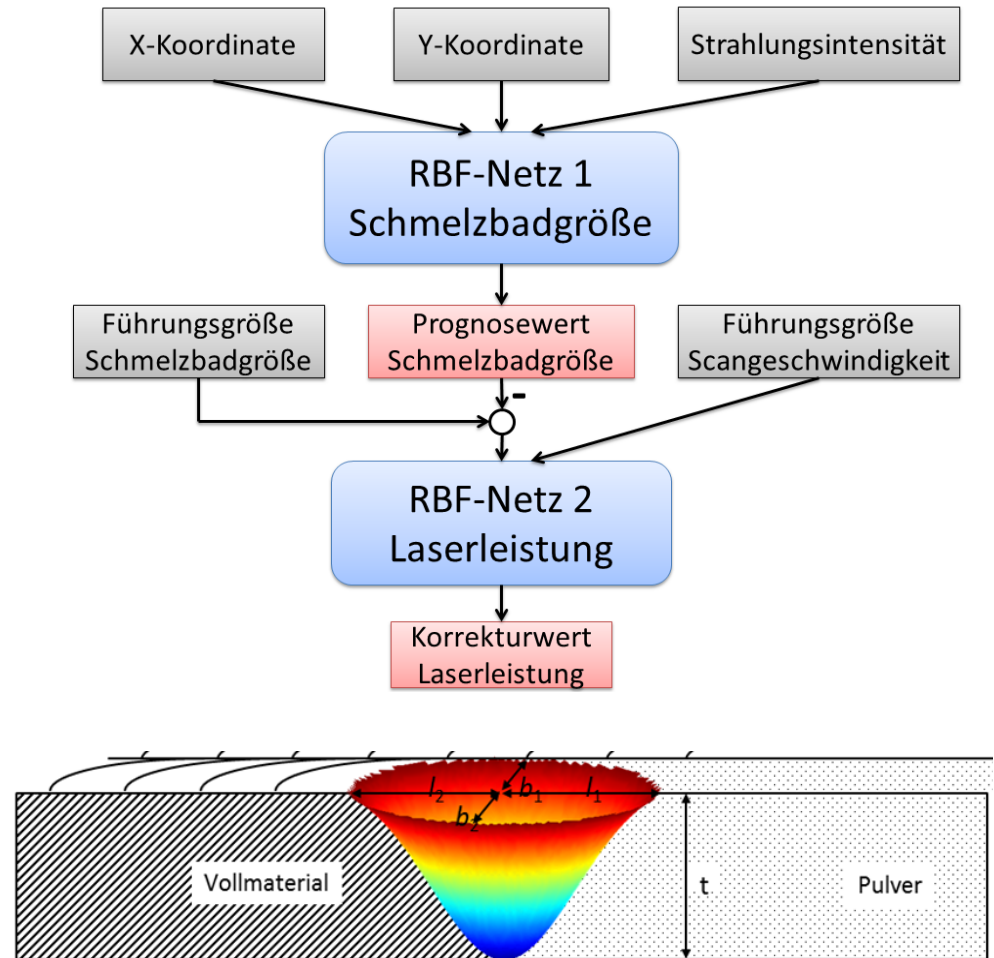 X-Koordinate
Y-Koordinate
Strahlungsintensität
RBF-Netz 1
Schmelzbadgröße
Führungsgröße
Schmelzbadgröße
Prognosewert
Schmelzbadgröße
Führungsgröße
Scangeschwindigkeit
-
RBF-Netz 2
Laserleistung
Korrekturwert
Laserleistung
l2
b1
l1
b2
Vollmaterial
t
Pulver